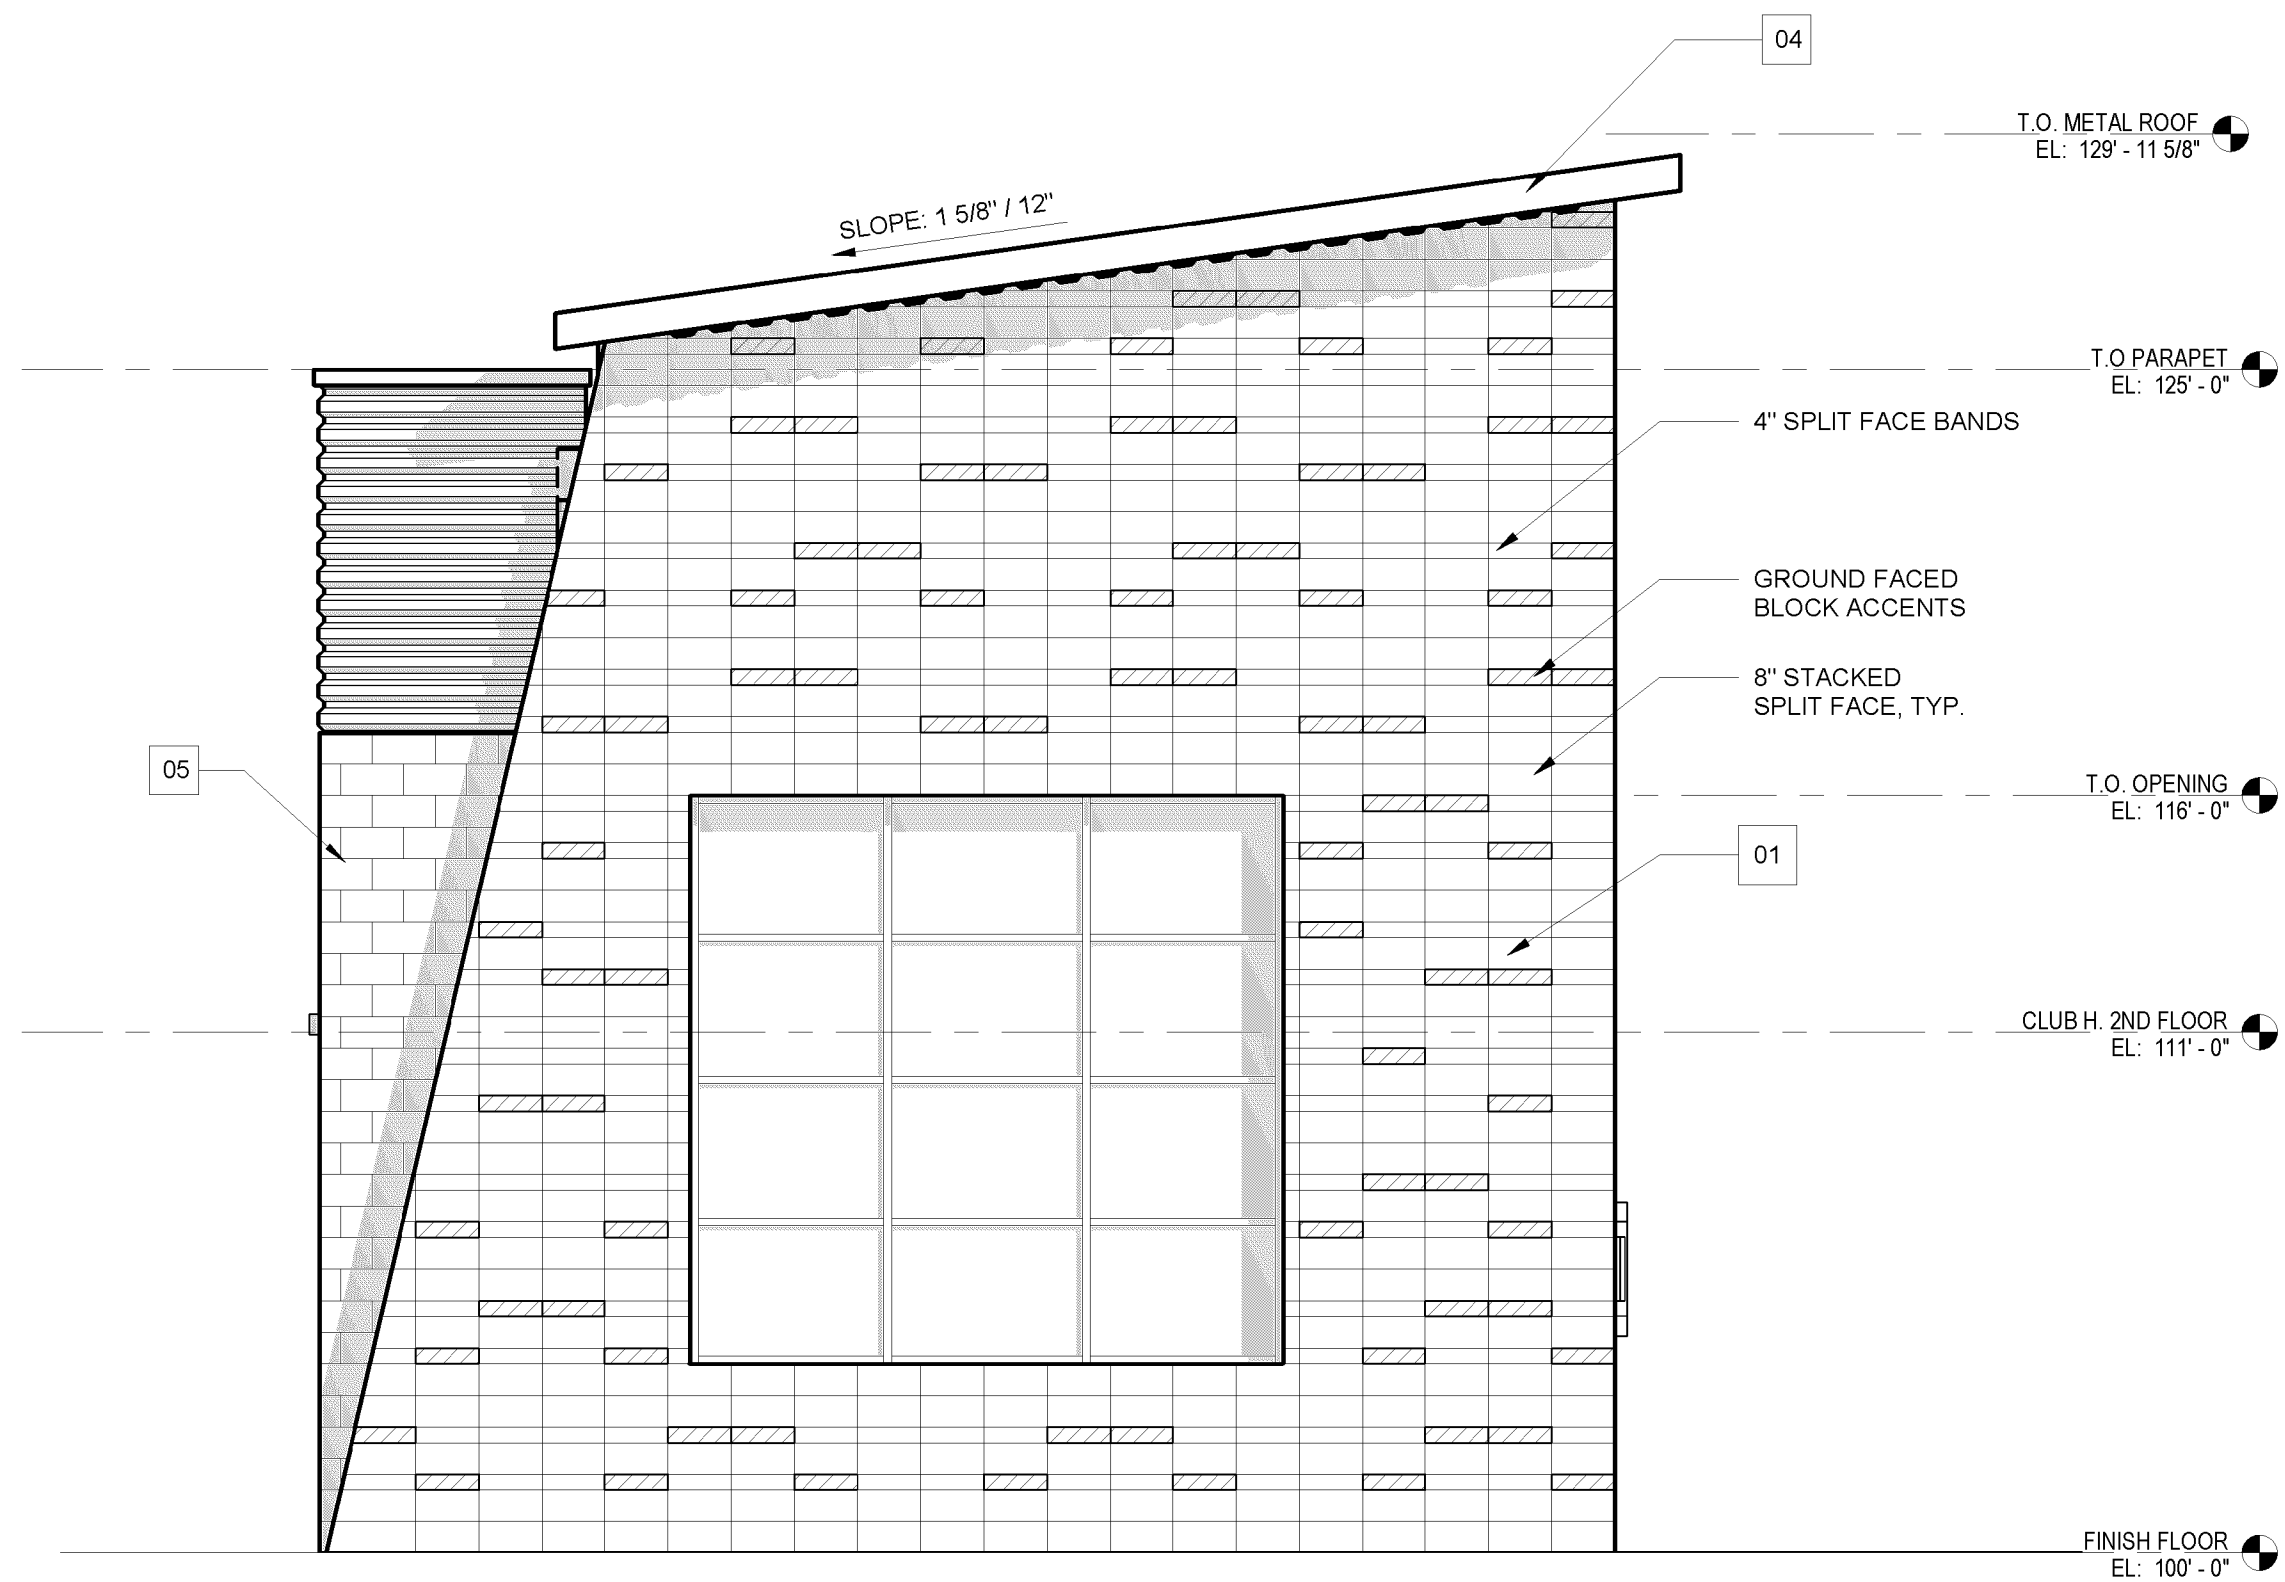 04
T.O. METAL ROOF
EL: 129' - 11 5/8"
SLOPE: 1 5/8" / 12"
T.O PARAPET
EL: 125' - 0"
4" SPLIT FACE BANDS
GROUND FACED
BLOCK ACCENTS
8" STACKED
SPLIT FACE, TYP.
05
T.O. OPENING
EL: 116' - 0"
01
CLUB H. 2ND FLOOR
EL: 111' - 0"
FINISH FLOOR
EL: 100' - 0"